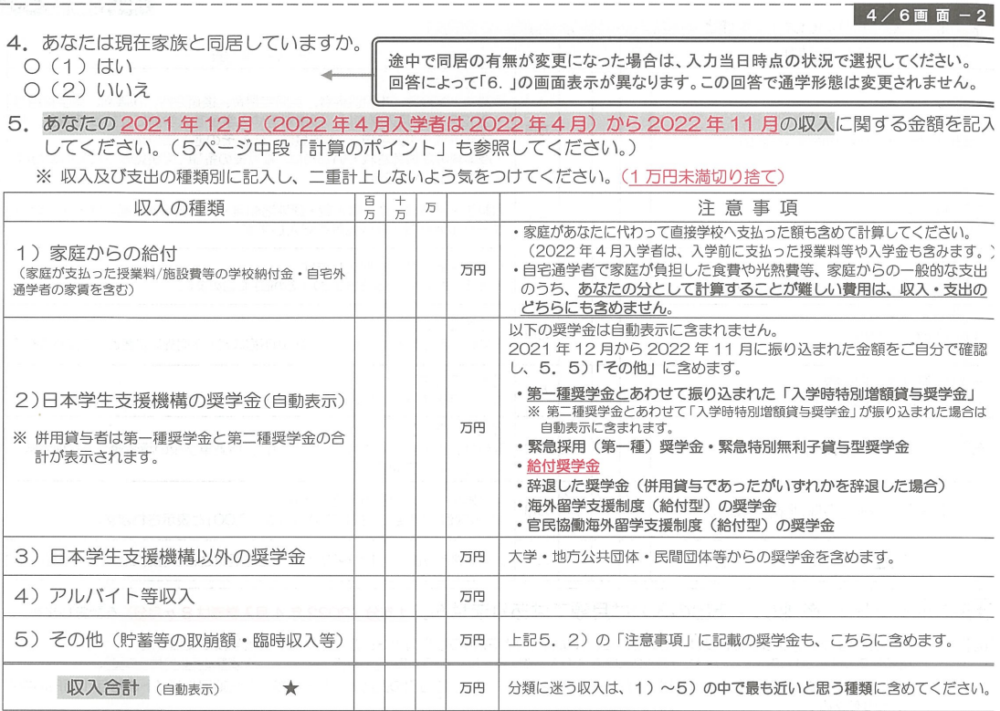 4/6画面-2
4．あなたは現在家族と同居していますか。
○（1）はい
○（2）いいえ
途中で同居の有無が変更になった場合は、入力当日時点の状況で選択してください。
回答によって「6．」の画面表示が異なります。この回答で通学形態は変更されません。
5．あなたの2021年12月（2022年4月入学者は2022年4月）から2022年11月の収入に関する金額を記入
してください。（5ページ中段「計算のポイント」も参照してください。）
※ 収入及び支出の種類別に記入し、二重計上しないよう気をつけてください。（1万円未満切り捨て）
収入の種類 百万 十万 万 注意事項
1）家庭からの給付
（家庭が支払った授業料/施設費等の学校納付金・自宅外
通学者の家賃を含む）
万円
・家庭があなたに代わって直接学校へ支払った額も含めて計算してください。
（2022年4月入学者は、入学前に支払った授業料等や入学金も含みます。）
・自宅通学者で家庭が負担した食費や光熱費等、家庭からの一般的な支出
のうち、あなたの分として計算することが難しい費用は、収入・支出の
どちらにも含めません。
2）日本学生支援機構の奨学金（自動表示）
※ 併用貸与者は第一種奨学金と第二種奨学金の合
計が表示されます。
万円
以下の奨学金は自動表示に含まれません。
2021年12月から2022年11月に振り込まれた金額をご自分で確認
し、5．5）「その他」に含めます。
・第一種奨学金とあわせて振り込まれた「入学時特別増額貸与奨学金」
※ 第二種奨学金とあわせて「入学時特別増額貸与奨学金」が振り込まれた場合は
自動表示に含まれます。
・緊急採用（第一種）奨学金・緊急特別無利子貸与型奨学金
・給付奨学金
・辞退した奨学金（併用貸与であったがいずれかを辞退した場合）
・海外留学支援制度（給付型）の奨学金
・官民協働海外留学支援制度（給付型）の奨学金
3）日本学生支援機構以外の奨学金 万円 大学・地方公共団体・民間団体等からの奨学金を含めます。
4）アルバイト等収入 万円
5）その他（貯蓄等の取崩額・臨時収入等） 万円 上記5．2）の「注意事項」に記載の奨学金も、こちらに含めます。
収入合計（自動表示） ★ 万円 分類に迷う収入は、1）～5）の中で最も近いと思う種類に含めてください。